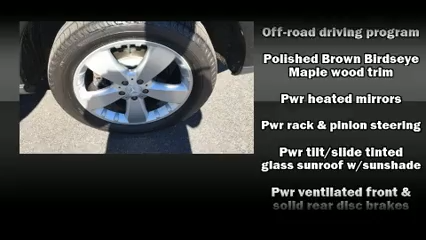 Off-road driving program
Polished Brown Birdseye
Maple wood trim
Pwr heated mirrors
Pwr rack & pinion steering
Pwr tilt/slide tinted
glass sunroof w/sunshade
Pwr ventilated front &
solid rear disc brakes